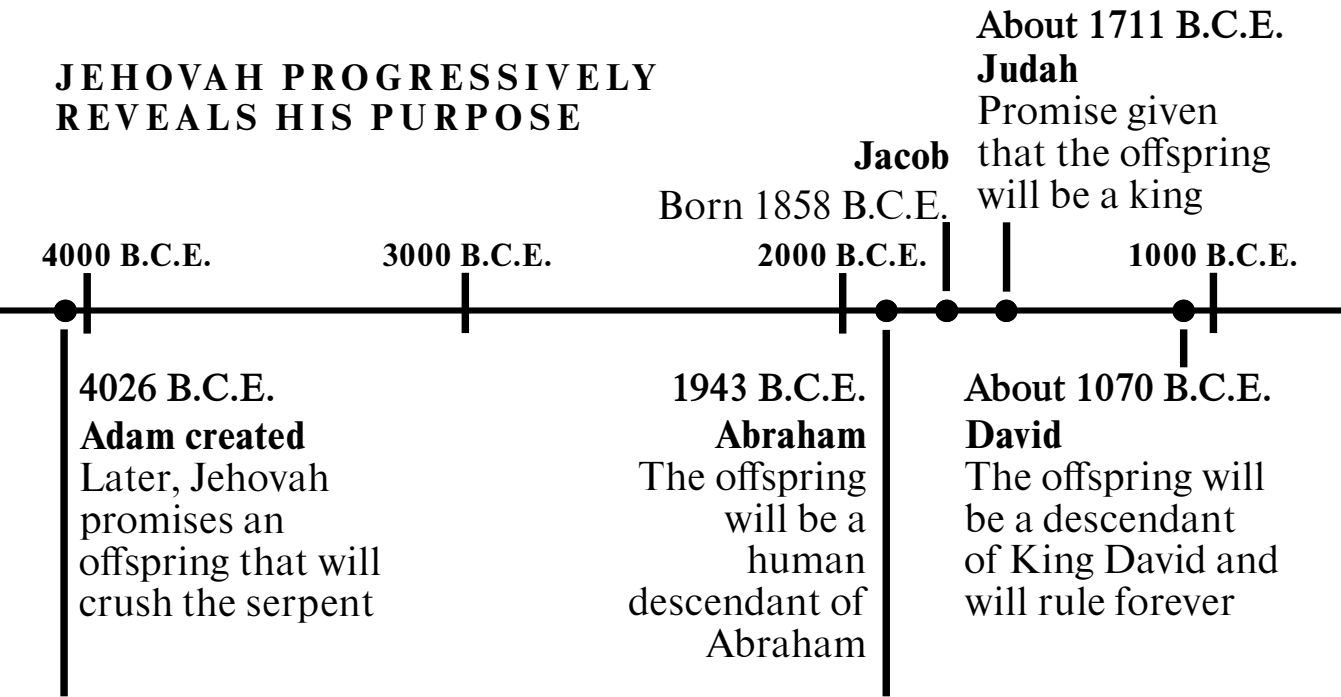 JEHOVAH PROGRESSIVELY
REVEALS HIS PURPOSE
About 1711 B.C.E.
Judah
Promise given
that the offspring
will be a king
Jacob
Born 1858 B.C.E.
4000 B.C.E.
3000 B.C.E.
2000 B.C.E.
1000 B.C.E.
4026 B.C.E.
Adam created
Later, Jehovah
promises an
offspring that will
crush the serpent
1943 B.C.E.
Abraham
The offspring
will be a
human
descendant of
Abraham
About 1070 B.C.E.
David
The offspring will
be a descendant
of King David and
will rule forever